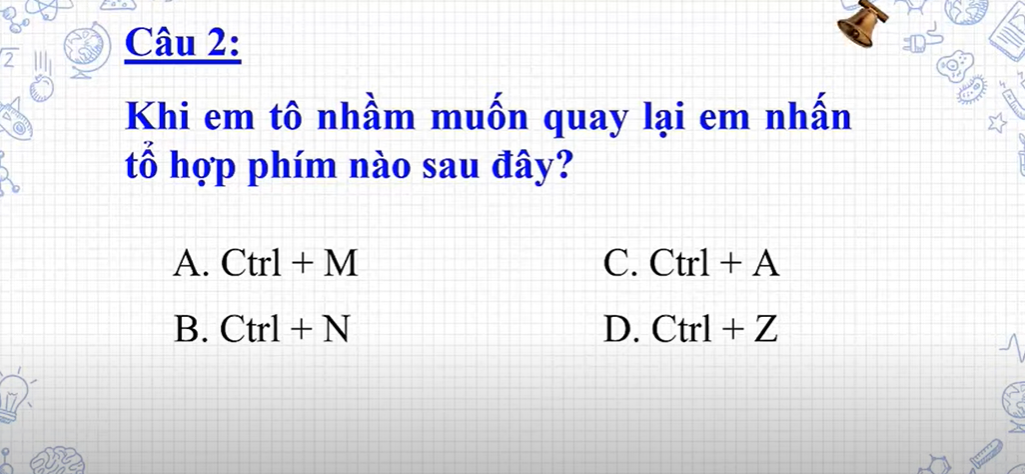 Câu 2:
Khi em tô nhầm muốn quay lại em nhấn
tổ hợp phím nào sau đây?
A. Ctrl + M
C. Ctrl + A
B. Ctrl + N
D. Ctrl + Z